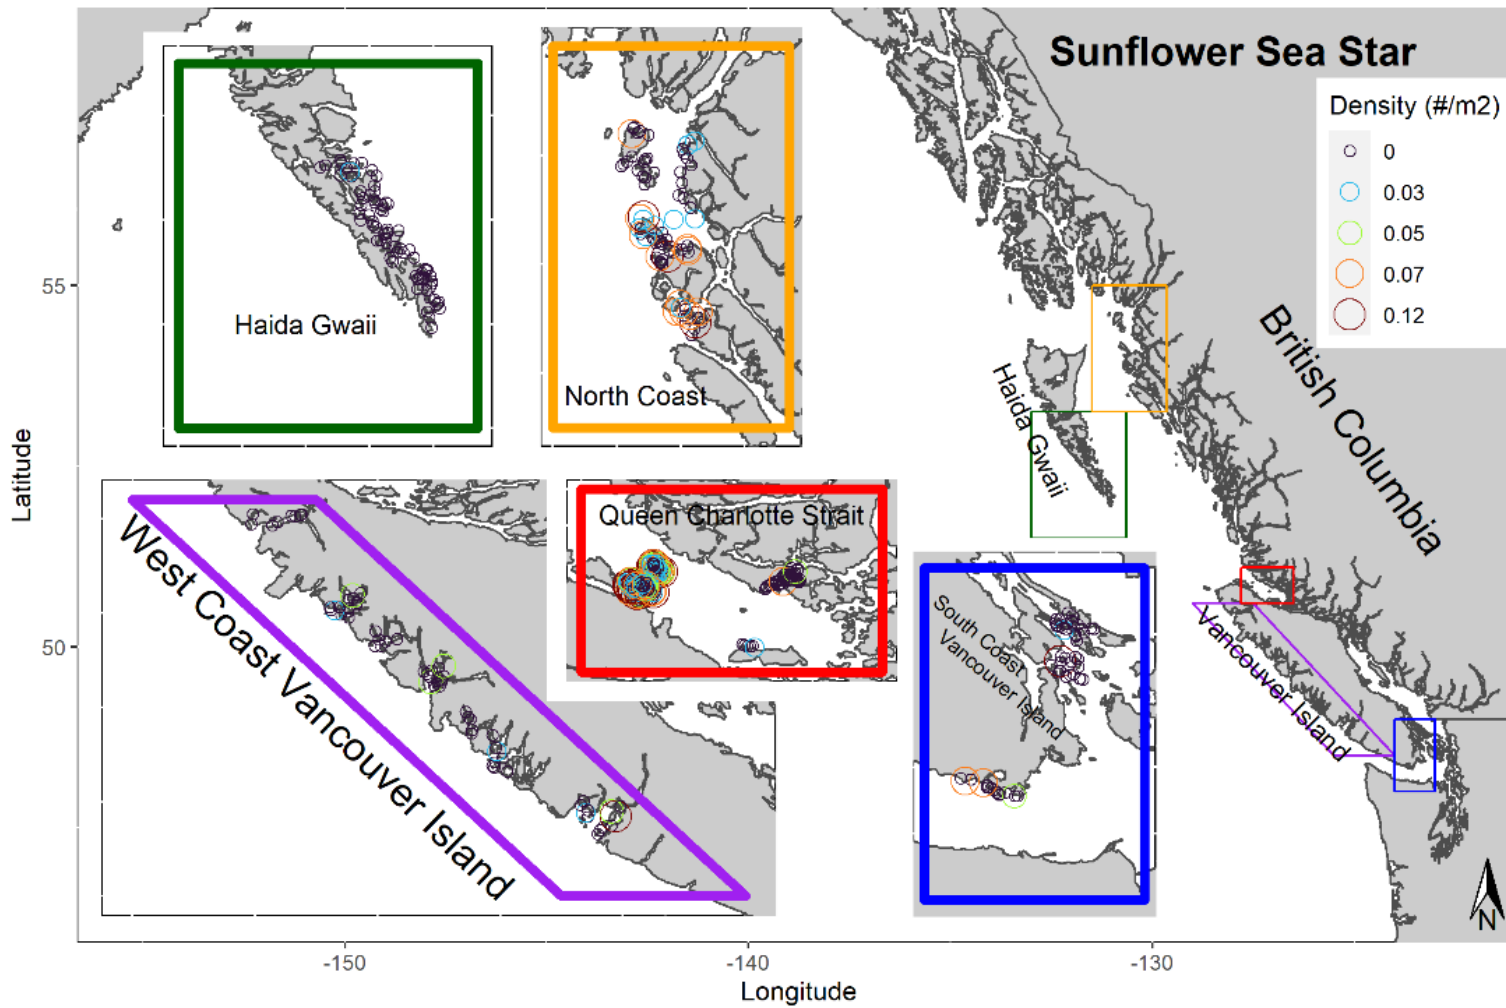 Sunflower Sea Star
Density (#/m2)
0
0.03
0.05
0.07
0.12
Haida Gwaii
North Coast
British Columbia
Haida Gwaii
Queen Charlotte Strait
West Coast Vancouver Island
South Coast
Vancouver Island
Vancouver Island
N
Latitude
55
50
-150
-140
-130
Longitude